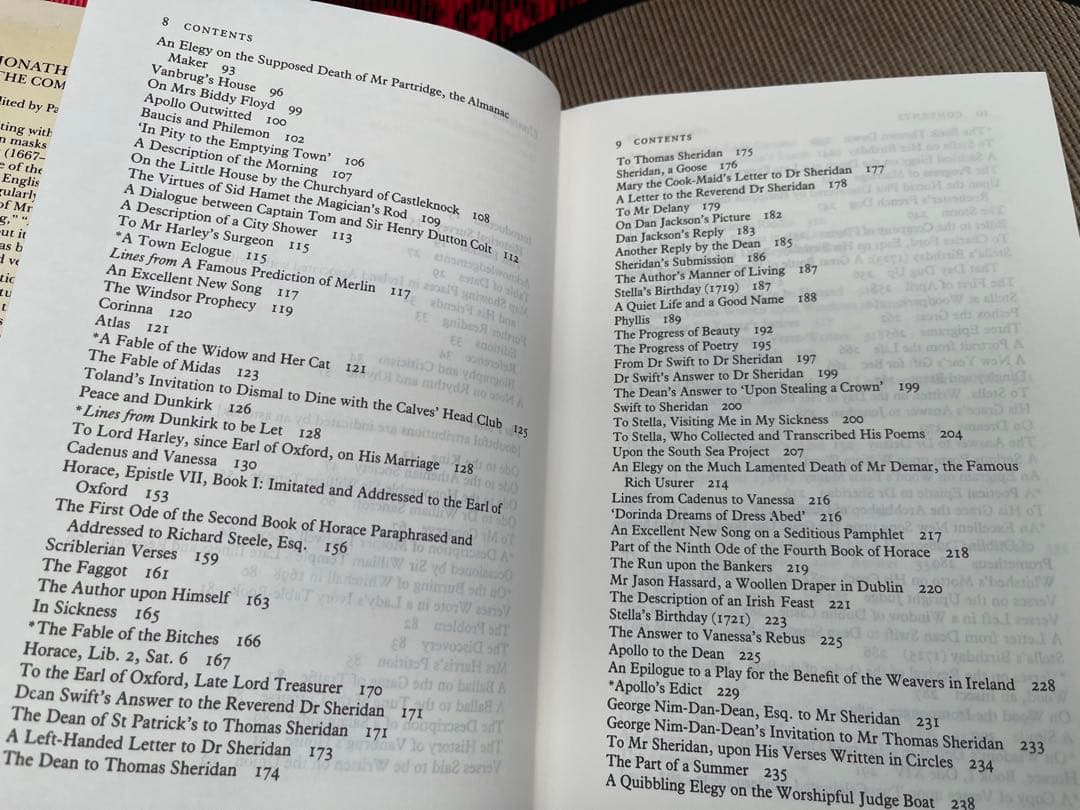 JONATH
THE COM
lited by Pa
ting with
n masks
(1667-
e of the
Englis
gularly
of Mr
8 CONTENTS
An Elegy on the Supposed Death of Mr Partridge, the Almanac
Maker 93
Vanbrug's House 96
On Mrs Biddy Floyd 99
Apollo Outwitted 100
Baucis and Philemon 102
'In Pity to the Emptying Town' 106
A Description of the Morning 107
On the Little House by the Churchyard of Castleknock 108
The Virtues of Sid Hamet the Magician's Rod 109
A Dialogue between Captain Tom and Sir Henry Dutton Colt 112
A Description of a City Shower 113
To Mr Harley's Surgeon 115
*A Town Eclogue 115
Lines from A Famous Prediction of Merlin 117
An Excellent New Song 117
The Windsor Prophecy 119
Corinna 120
Atlas 121
*A Fable of the Widow and Her Cat 121
The Fable of Midas 123
Toland's Invitation to Dismal to Dine with the Calves' Head Club 125
Peace and Dunkirk 126
*Lines from Dunkirk to be Let 128
To Lord Harley, since Earl of Oxford, on His Marriage 128
Cadenus and Vanessa 130
Horace, Epistle VII, Book I: Imitated and Addressed to the Earl of
Oxford 153
The First Ode of the Second Book of Horace Paraphrased and
Addressed to Richard Steele, Esq. 156
Scriblerian Verses 159
The Faggot 161
The Author upon Himself 163
In Sickness 165
*The Fable of the Bitches 166
Horace, Lib. 2, Sat. 6 167
To the Earl of Oxford, Late Lord Treasurer 170
Dean Swift's Answer to the Reverend Dr Sheridan 171
The Dean of St Patrick's to Thomas Sheridan 171
A Left-Handed Letter to Dr Sheridan 173
The Dean to Thomas Sheridan 174
9 CONTENTS
To Thomas Sheridan 175
Sheridan, a Goose 176
Mary the Cook-Maid's Letter to Dr Sheridan 177
A Letter to the Reverend Dr Sheridan 178
To Mr Delany 179
On Dan Jackson's Picture 182
Dan Jackson's Reply 183
Another Reply by the Dean 185
Sheridan's Submission 186
The Author's Manner of Living 187
Stella's Birthday (1719) 187
A Quiet Life and a Good Name 188
Phyllis 189
The Progress of Beauty 192
The Progress of Poetry 195
From Dr Swift to Dr Sheridan 197
Dr Swift's Answer to Dr Sheridan 199
The Dean's Answer to 'Upon Stealing a Crown' 199
Swift to Sheridan 200
To Stella, Visiting Me in My Sickness 200
To Stella, Who Collected and Transcribed His Poems 204
Upon the South Sea Project 207
An Elegy on the Much Lamented Death of Mr Demar, the Famous
Rich Usurer 214
Lines from Cadenus to Vanessa 216
'Dorinda Dreams of Dress Abed' 216
An Excellent New Song on a Seditious Pamphlet 217
Part of the Ninth Ode of the Fourth Book of Horace 218
The Run upon the Bankers 219
Mr Jason Hassard, a Woollen Draper in Dublin 220
The Description of an Irish Feast 221
Stella's Birthday (1721) 223
The Answer to Vanessa's Rebus 225
Apollo to the Dean 225
An Epilogue to a Play for the Benefit of the Weavers in Ireland 228
*Apollo's Edict 229
George Nim-Dan-Dean, Esq. to Mr Sheridan 231
George Nim-Dan-Dean's Invitation to Mr Thomas Sheridan 233
To Mr Sheridan, upon His Verses Written in Circles 234
The Part of a Summer 235
A Quibbling Elegy on the Worshipful Judge Boat 238